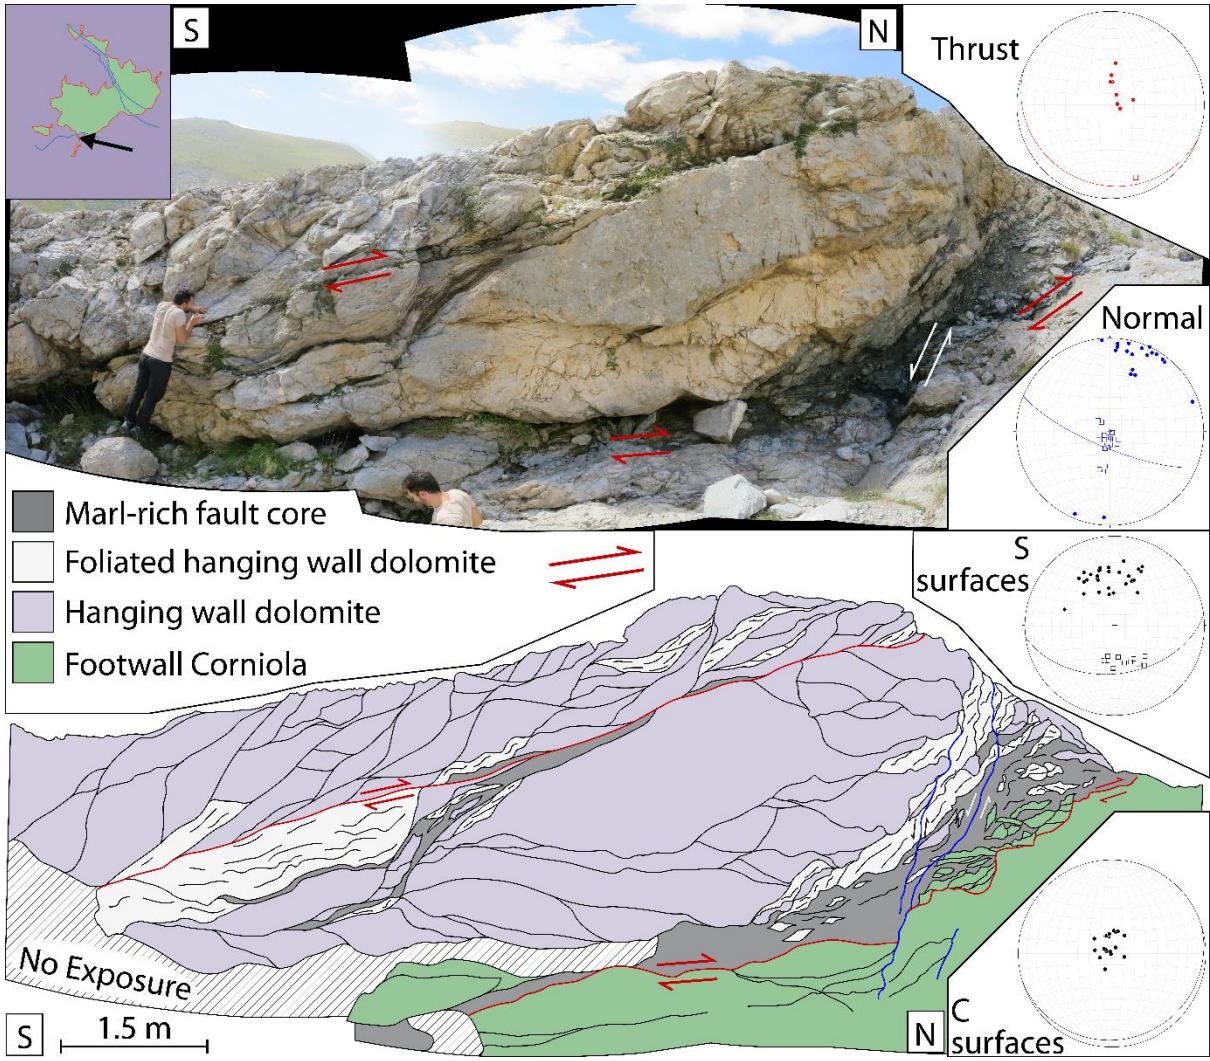 S
N
Thrust
Normal
Marl-rich fault core
Foliated hanging wall dolomite
Hanging wall dolomite
Footwall Corniola
S
surfaces
No Exposure
S
1.5 m
N
C
surfaces